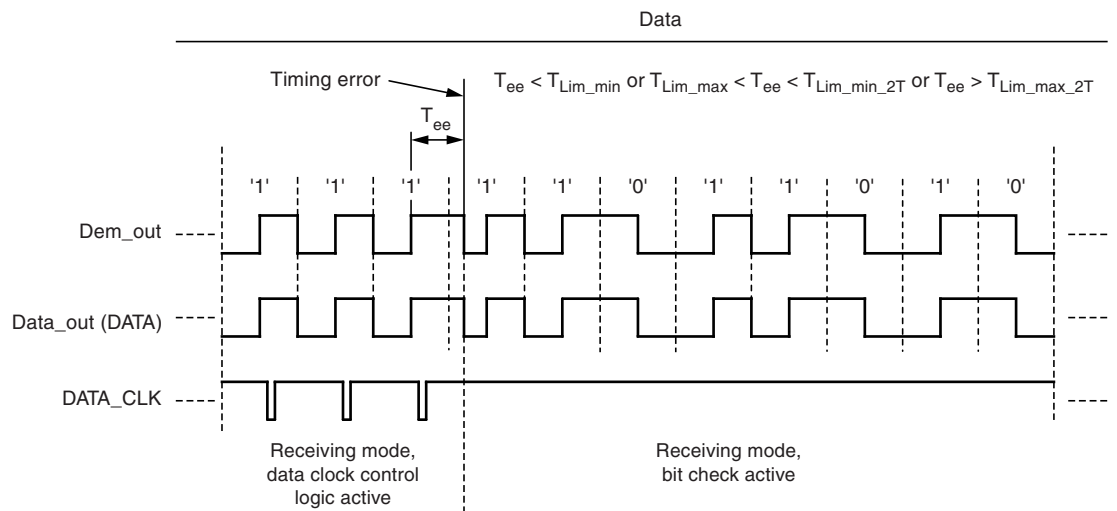 Data
Timing error
T_ee < T_Lim_min or T_Lim_max < T_ee < T_Lim_min_2T or T_ee > T_Lim_max_2T
T_ee
'1' '1' '1' '1' '1' '0' '1' '1' '0' '1' '0'
Dem_out
Data_out (DATA)
DATA_CLK
Receiving mode,
data clock control
logic active
Receiving mode,
bit check active